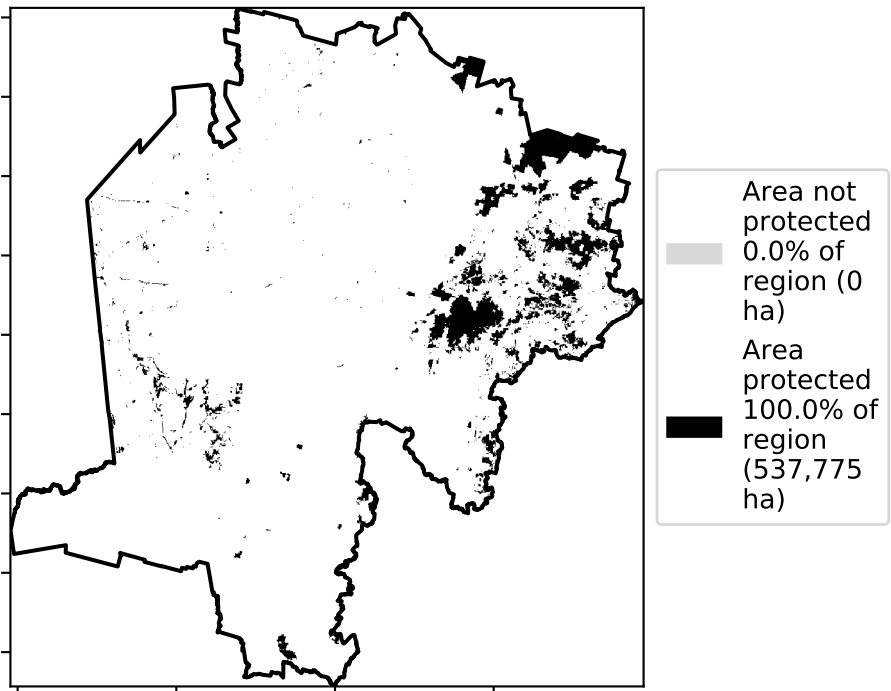 Area not
protected
0.0% of
region (0
ha)
Area
protected
100.0% of
region
(537,775
ha)